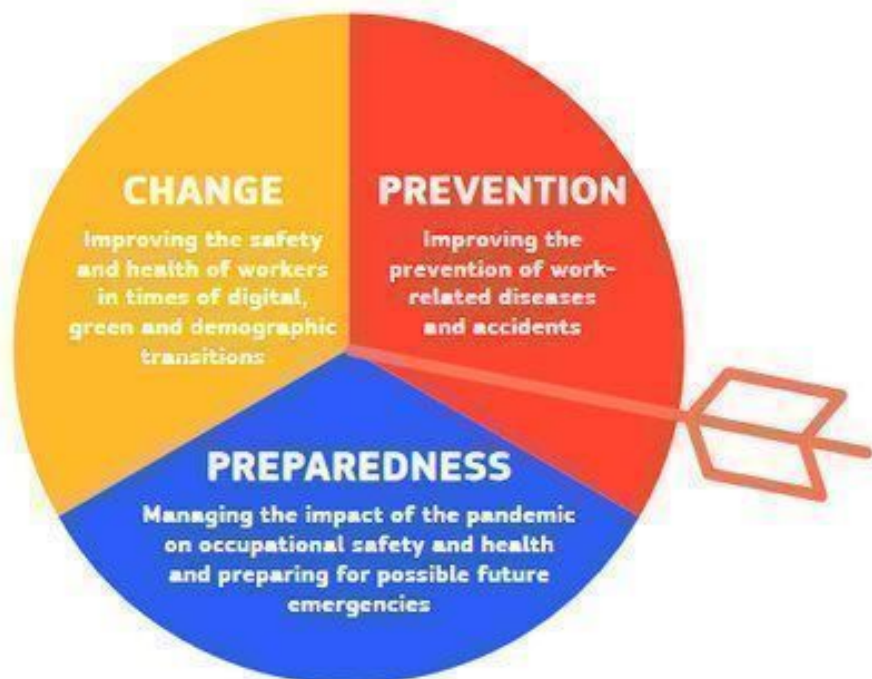 CHANGE
Improving the safety
and health of workers
in times of digital,
green and demographic
transitions
PREVENTION
Improving the
prevention of work-
related diseases
and accidents
PREPAREDNESS
Managing the impact of the pandemic
on occupational safety and health
and preparing for possible future
emergencies